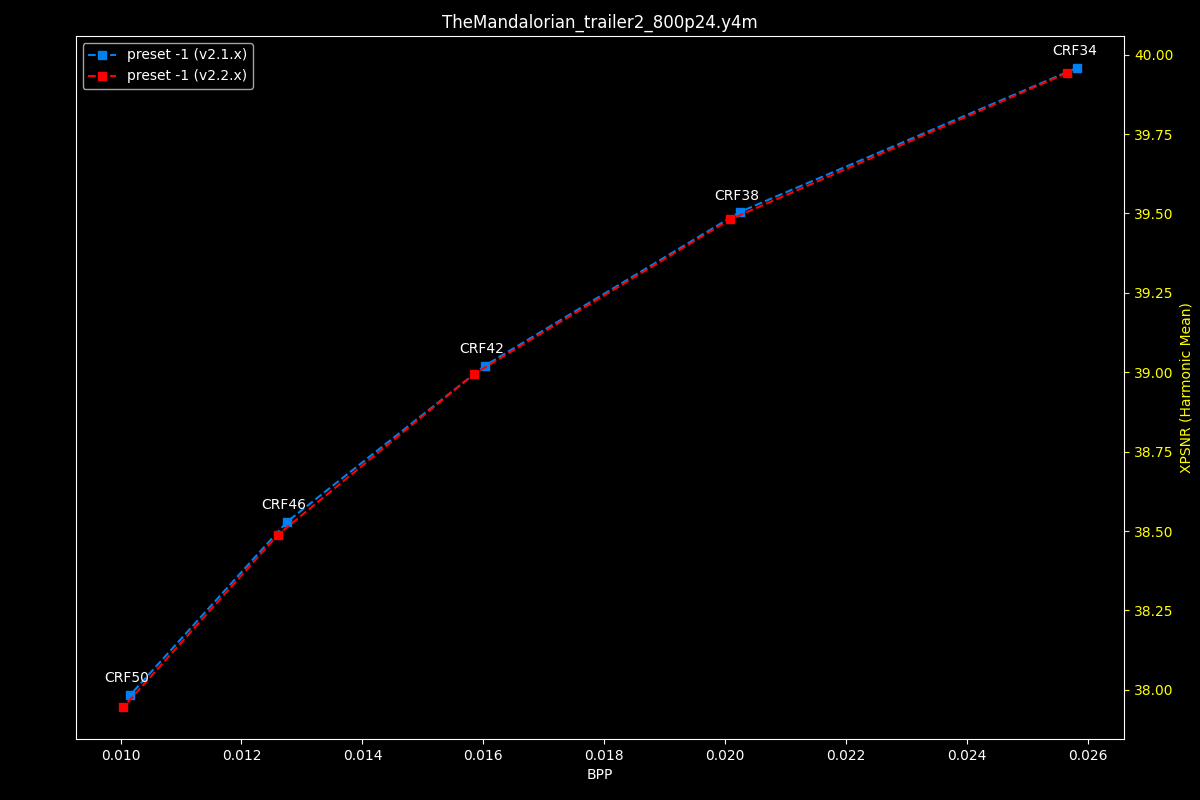 TheMandalorian_trailer2_800p24.y4m
preset -1 (v2.1.x)
preset -1 (v2.2.x)
CRF34
CRF38
CRF42
CRF46
CRF50
40.00
39.75
39.50
39.25
39.00
38.75
38.50
38.25
38.00
XPSNR (Harmonic Mean)
0.010 0.012 0.014 0.016 0.018 0.020 0.022 0.024 0.026
BPP